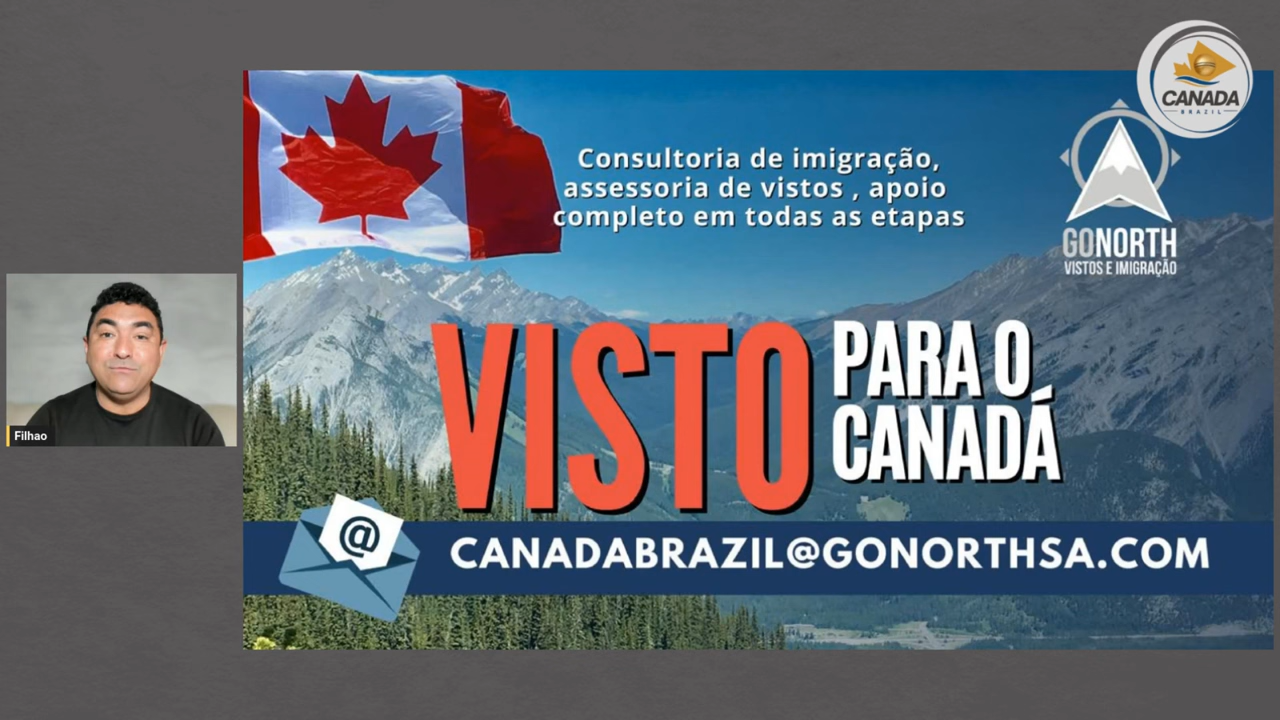 CANADA
BRAZIL
Consultoria de imigração,
assessoria de vistos , apoio
completo em todas as etapas
GONORTH
VISTOS E IMIGRAÇÃO
VISTO
PARA O
CANADÁ
Filhao
@
CANADABRAZIL@GONORTHSA.COM